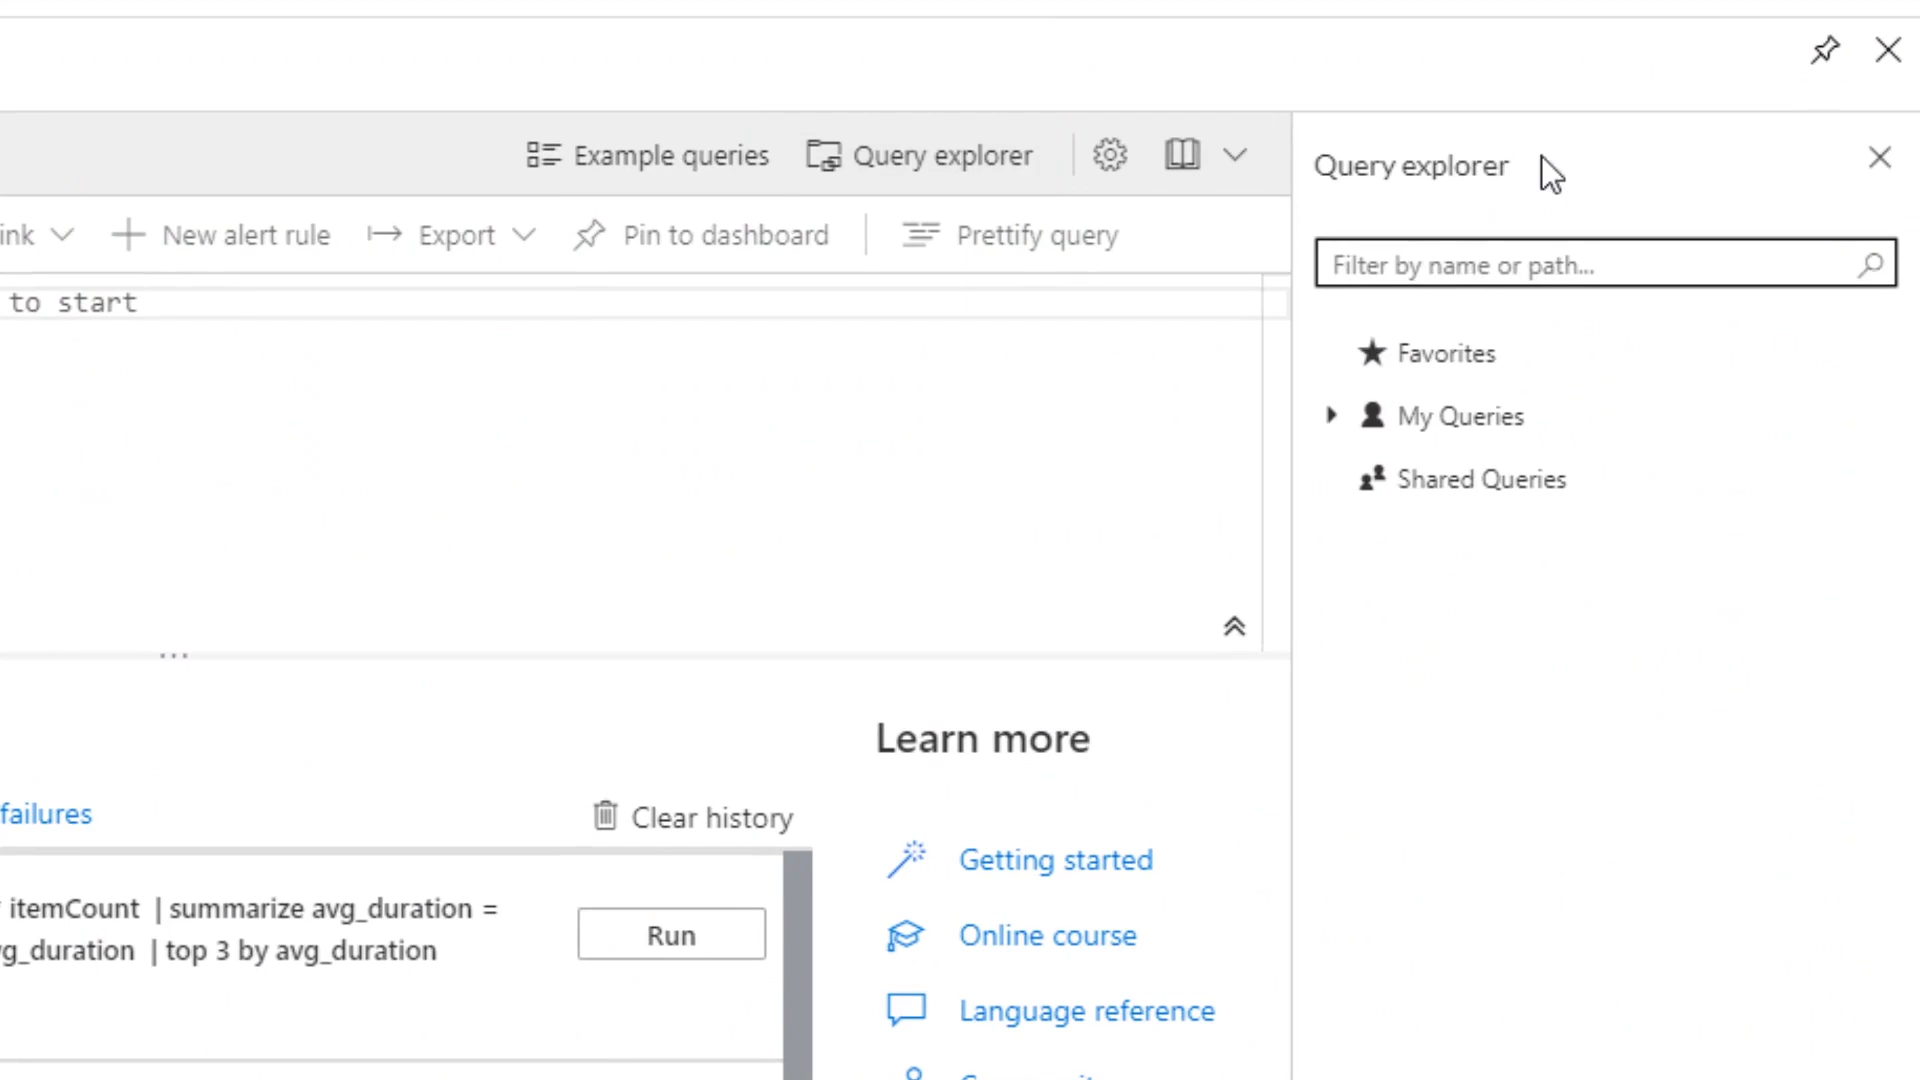 Example queries
Query explorer
Query explorer
ink
New alert rule
Export
Pin to dashboard
Prettify query
Filter by name or path...
to start
Favorites
My Queries
Shared Queries
...
Learn more
failures
Clear history
Getting started
itemCount | summarize avg_duration =
Run
Online course
g_duration | top 3 by avg_duration
Language reference